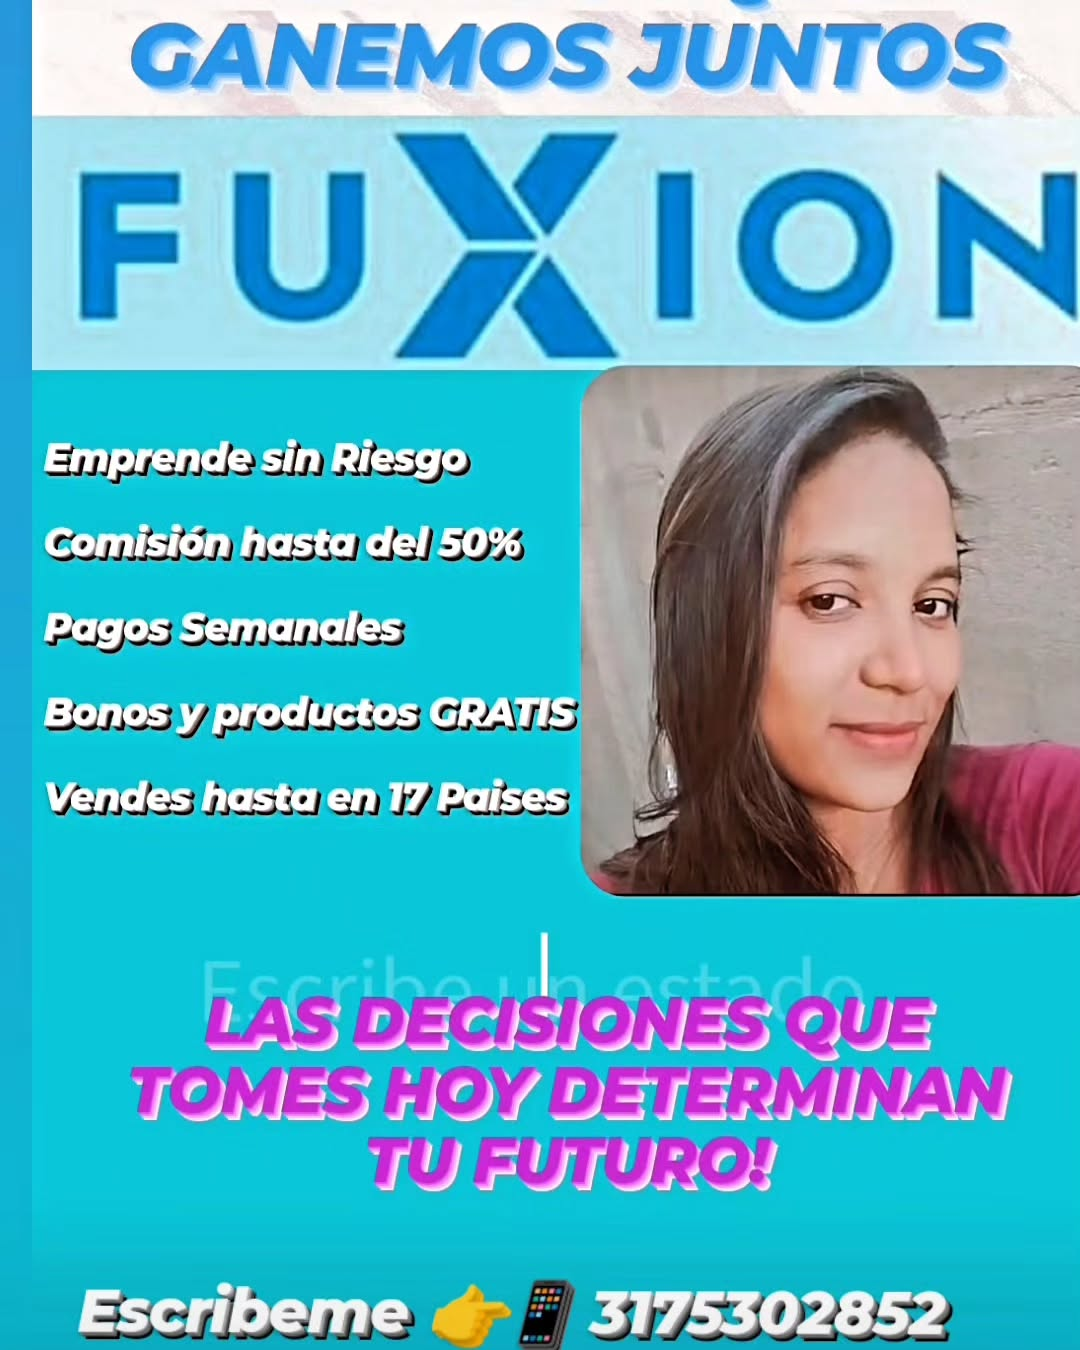 GANEMOS JUNTOS
FUXION
Emprende sin Riesgo
Comisión hasta del 50%
Pagos Semanales
Bonos y productos GRATIS
Vendes hasta en 17 Paises
Escribe un estado
LAS DECISIONES QUE
TOMES HOY DETERMINAN
TU FUTURO!
Escribeme 👉📱 3175302852